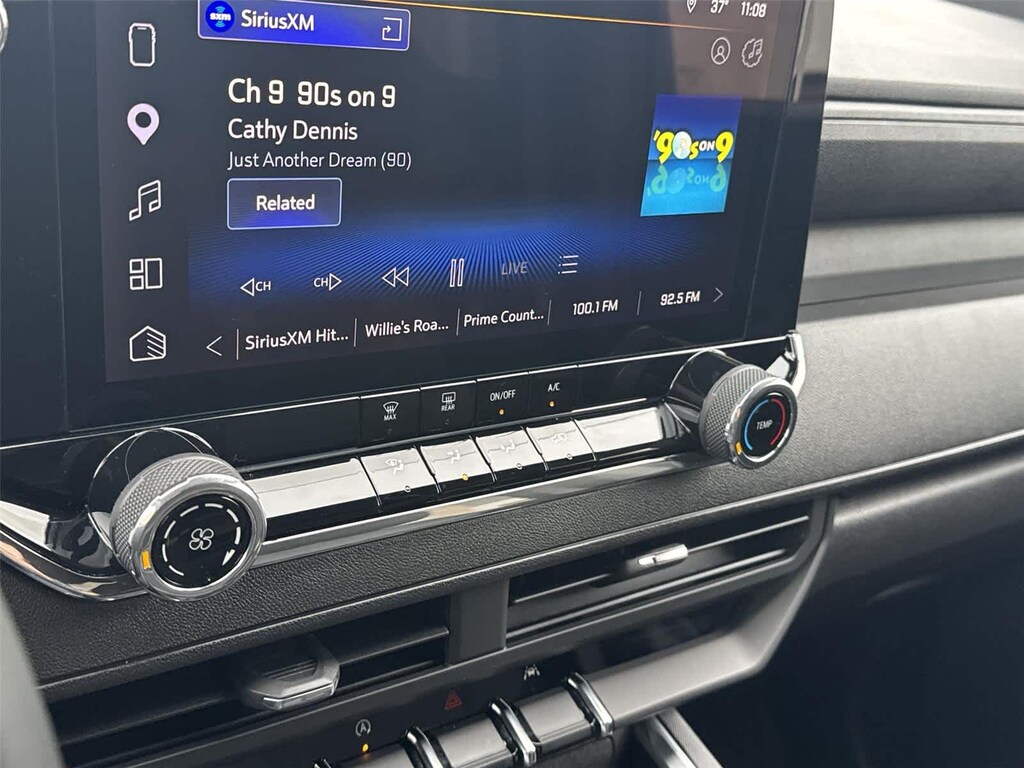 sxm SiriusXM
37° 11:08
Ch 9 90s on 9
Cathy Dennis
Just Another Dream (90)
Related
'90s ON 9
CH
CH
LIVE
SiriusXM Hit...
Willie's Roa...
Prime Count...
100.1 FM
92.5 FM
MAX
REAR
ON/OFF
A/C
TEMP
A